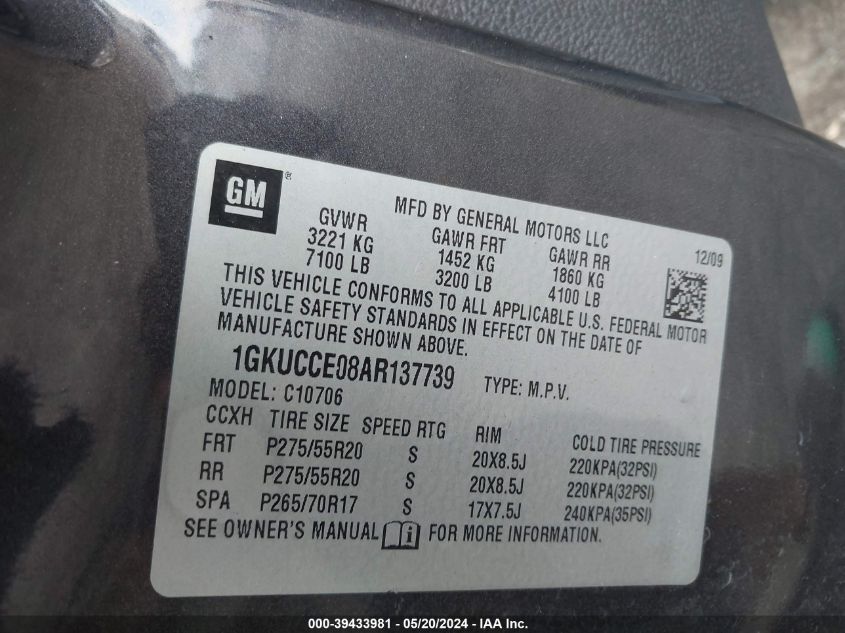 GM®
MFD BY GENERAL MOTORS LLC
GVWR GAWR FRT GAWR RR 12/09
3221 KG 1452 KG 1860 KG
7100 LB 3200 LB 4100 LB
THIS VEHICLE CONFORMS TO ALL APPLICABLE U.S. FEDERAL MOTOR
VEHICLE SAFETY STANDARDS IN EFFECT ON THE DATE OF
MANUFACTURE SHOWN ABOVE.
1GKUCCE08AR137739 TYPE: M.P.V.
MODEL: C10706
CCXH TIRE SIZE SPEED RTG RIM COLD TIRE PRESSURE
FRT P275/55R20 S 20X8.5J 220KPA(32PSI)
RR P275/55R20 S 20X8.5J 220KPA(32PSI)
SPA P265/70R17 S 17X7.5J 240KPA(35PSI)
SEE OWNER'S MANUAL i FOR MORE INFORMATION.
000-39433981 - 05/20/2024 - IAA Inc.